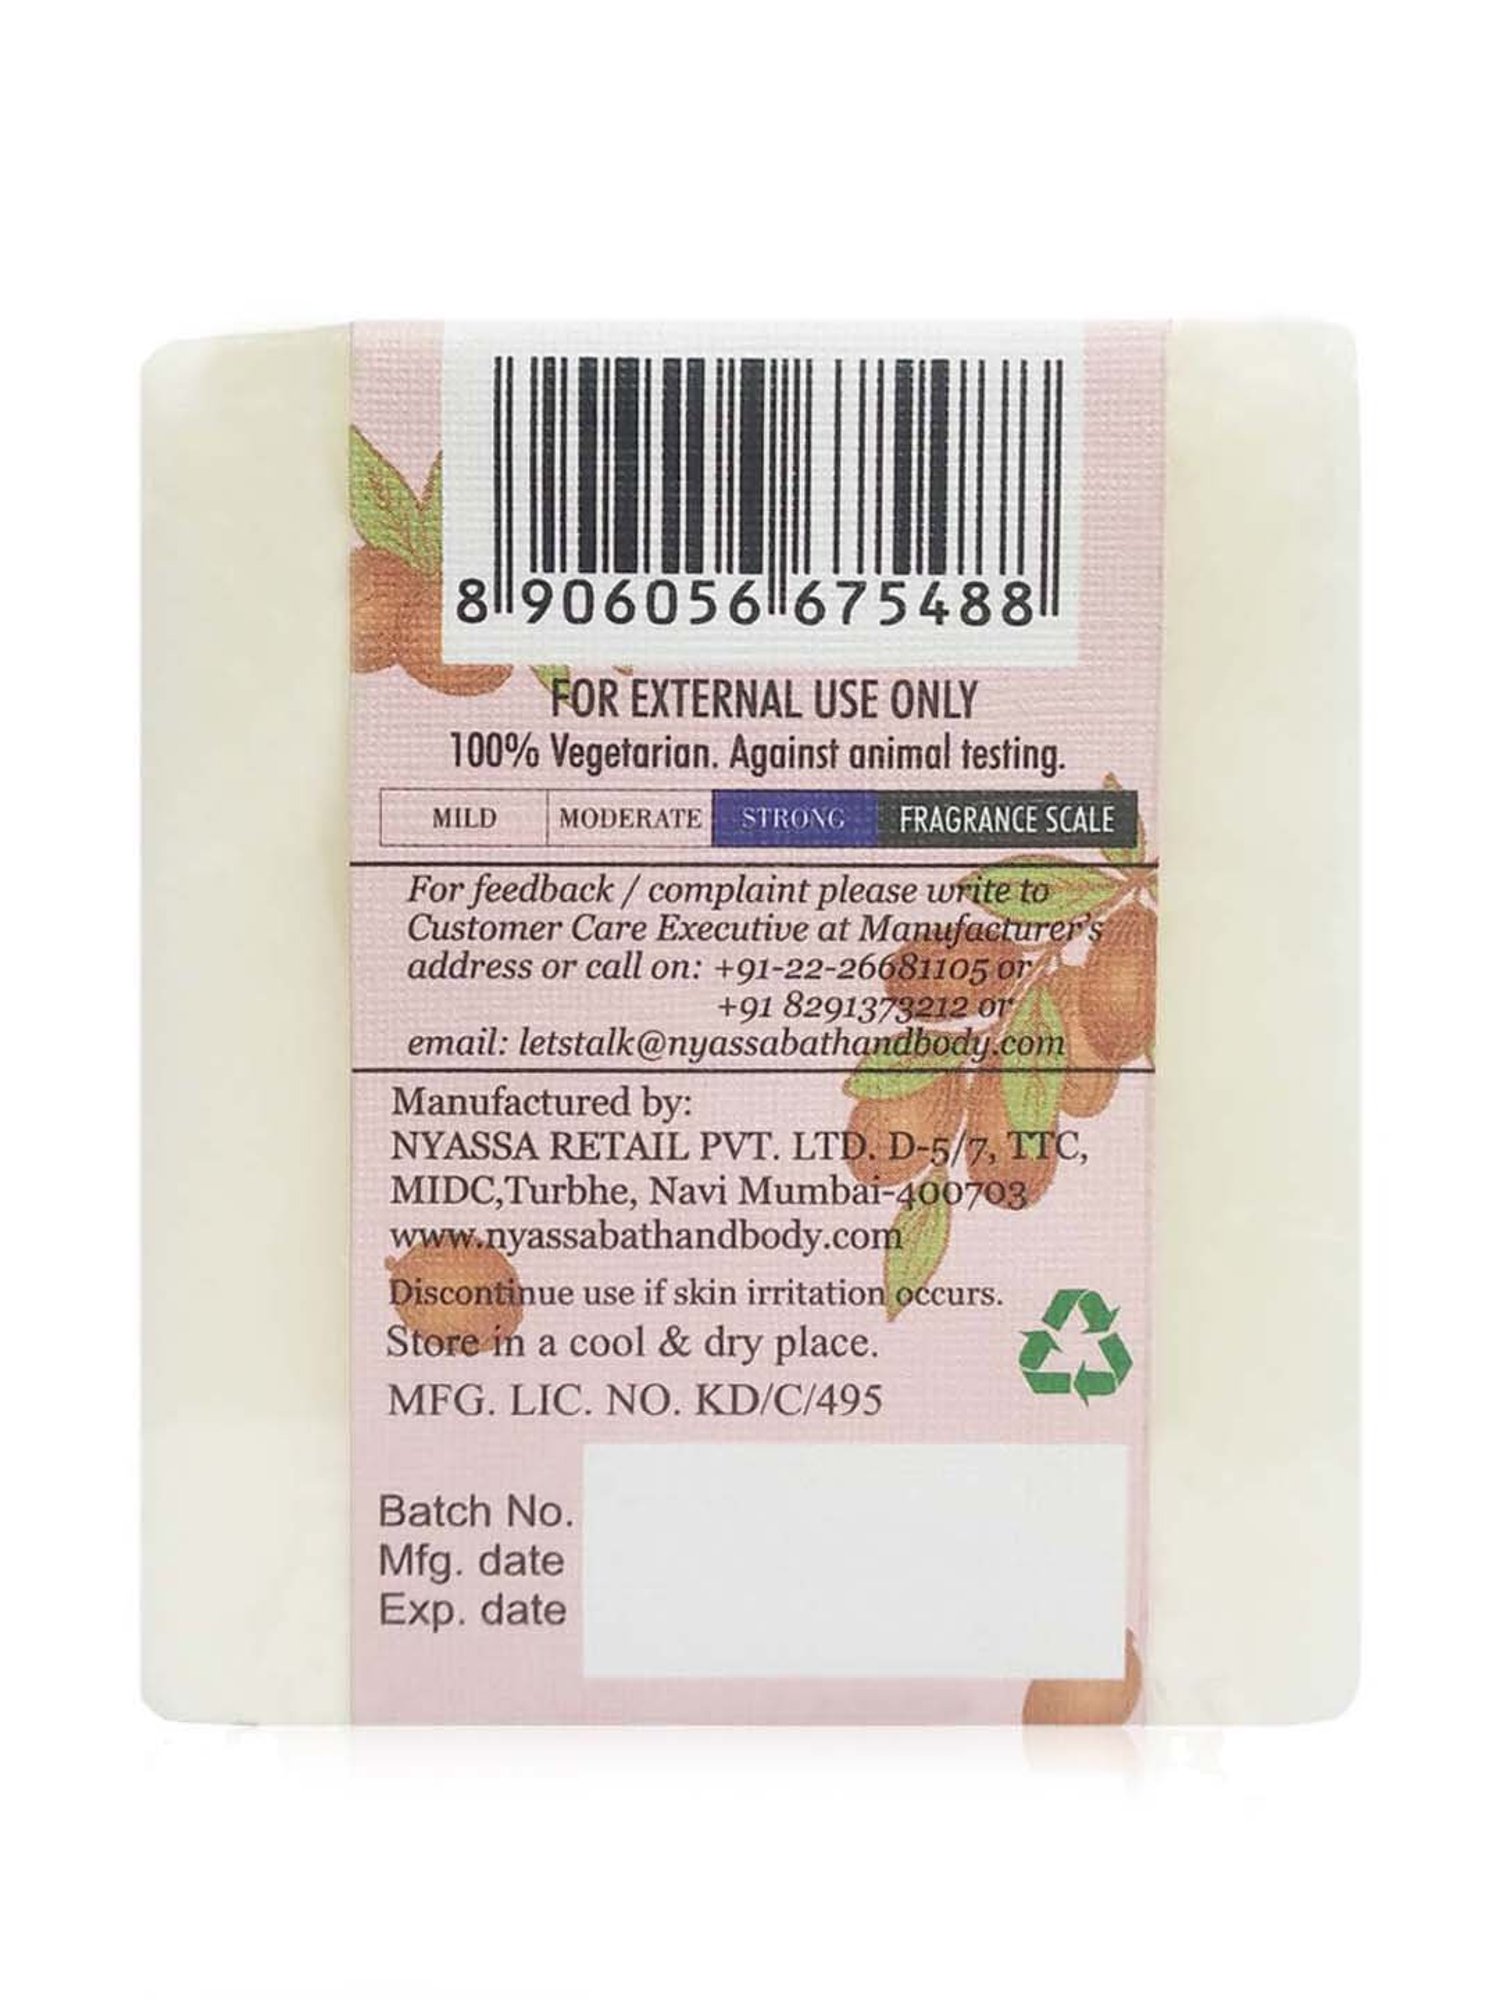 8 906056 675488
FOR EXTERNAL USE ONLY
100% Vegetarian. Against animal testing.
MILD MODERATE STRONG FRAGRANCE SCALE
For feedback / complaint please write to
Customer Care Executive at Manufacturer's
address or call on: +91-22-26681105 or
+91 8291373212 or
email: letstalk@nyassabathandbody.com
Manufactured by:
NYASSA RETAIL PVT. LTD. D-5/7, TTC,
MIDC,Turbhe, Navi Mumbai-400703
www.nyassabathandbody.com
Discontinue use if skin irritation occurs.
Store in a cool & dry place.
MFG. LIC. NO. KD/C/495
Batch No.
Mfg. date
Exp. date